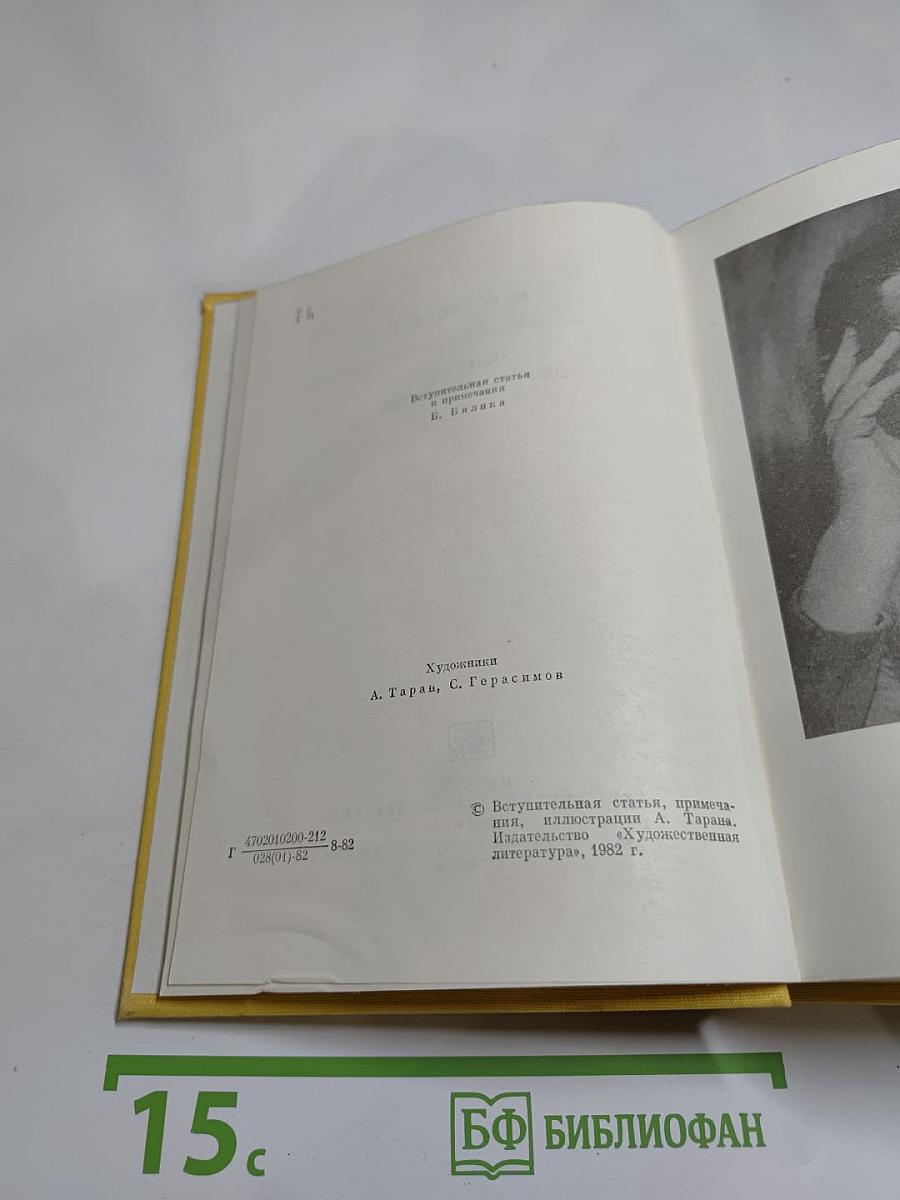 Вступительная статья
и примечания
Б. Бялика
Художники
А. Таран, С. Герасимов
© Вступительная статья, примеча-
ния, иллюстрации А. Тарана.
Издательство «Художественная
литература», 1982 г.
Г 4702010200-212 8-82
028(01)-82
15с
БФ БИБЛИОФАН